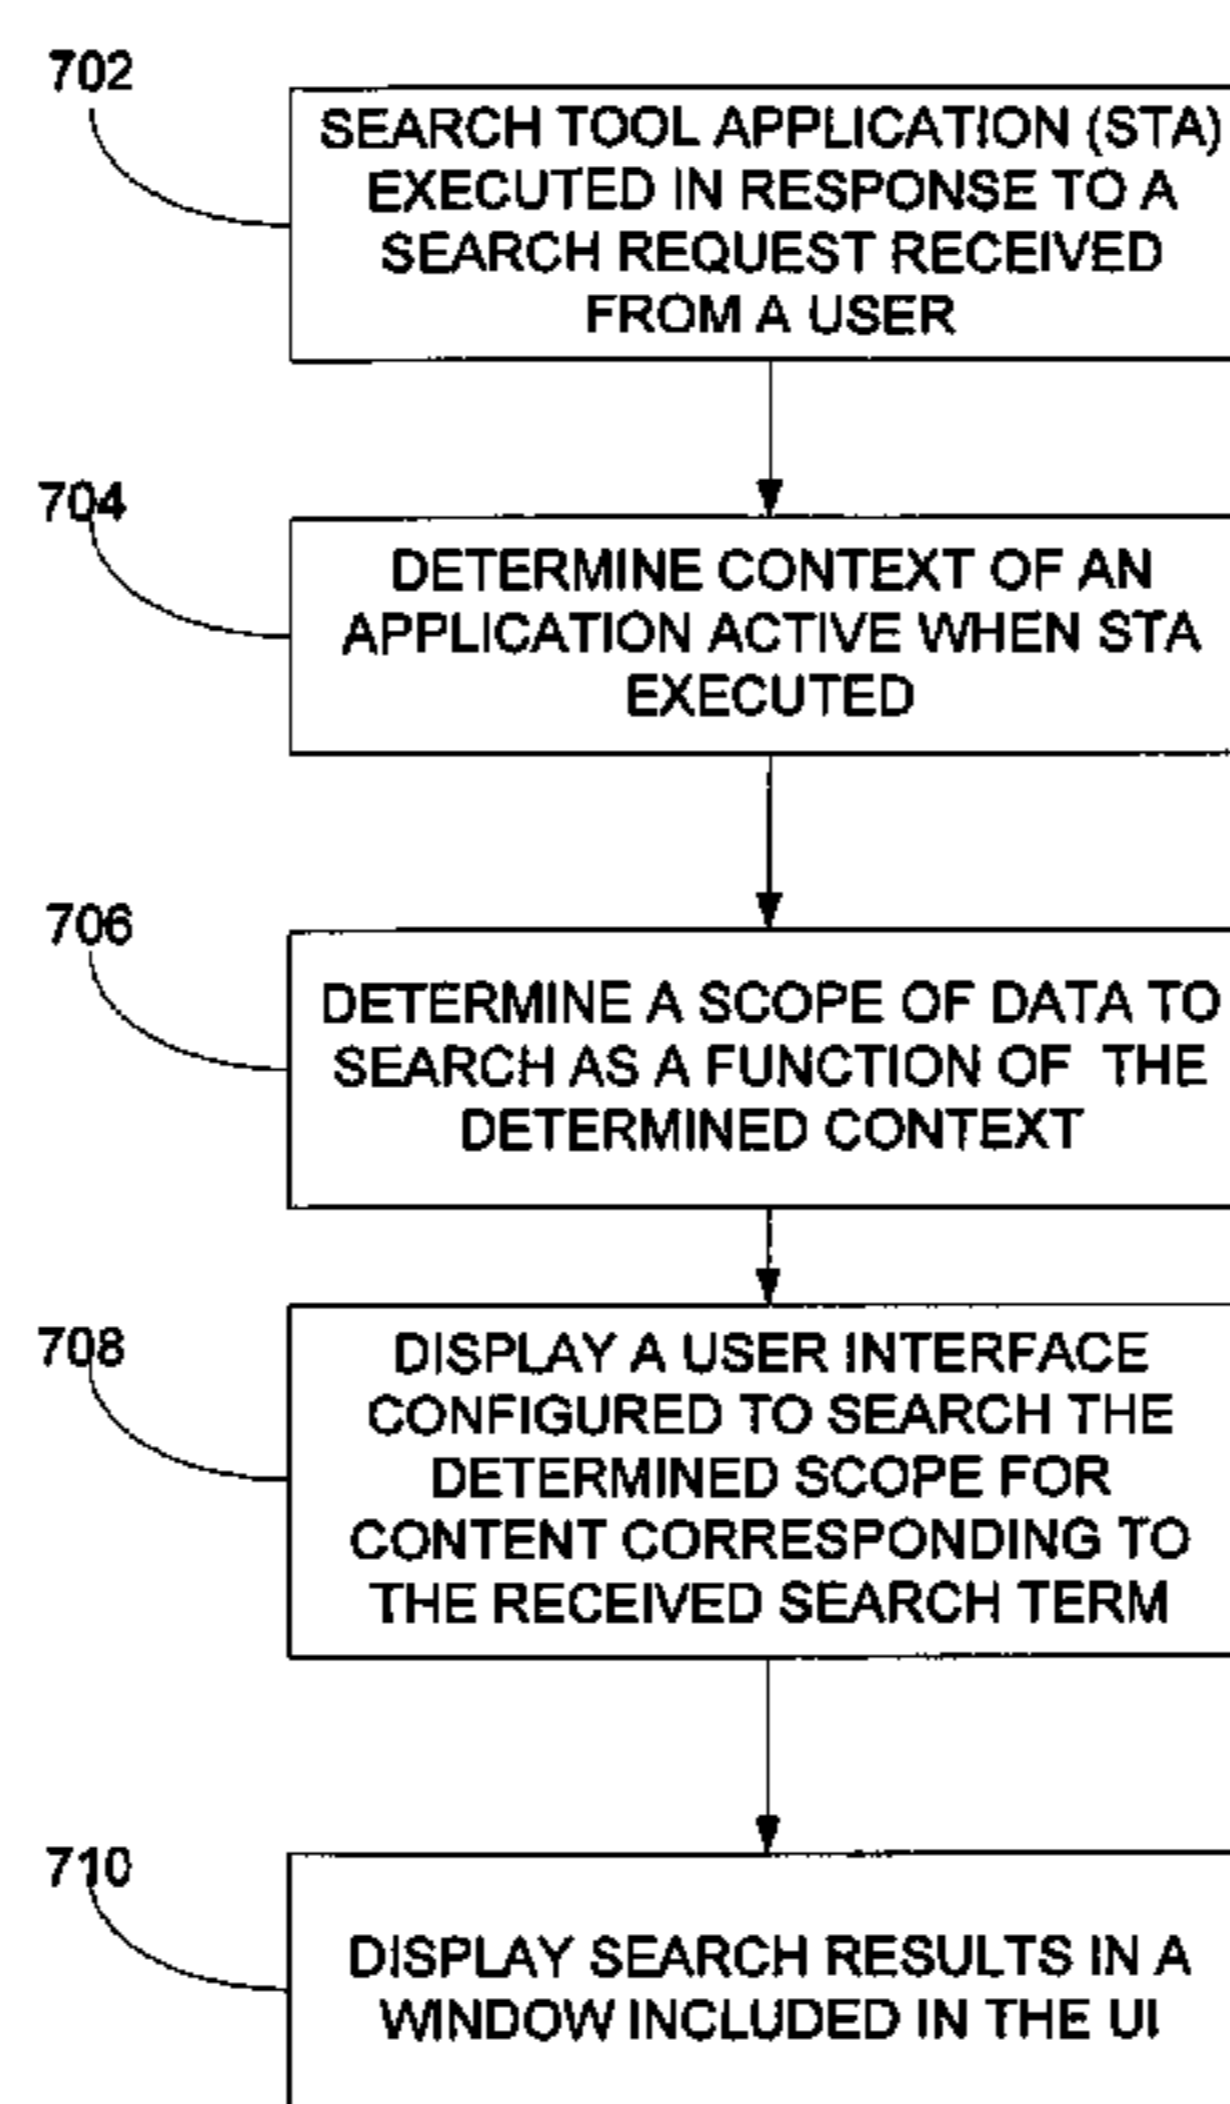 702
SEARCH TOOL APPLICATION (STA)
EXECUTED IN RESPONSE TO A
SEARCH REQUEST RECEIVED
FROM A USER
704
DETERMINE CONTEXT OF AN
APPLICATION ACTIVE WHEN STA
EXECUTED
706
DETERMINE A SCOPE OF DATA TO
SEARCH AS A FUNCTION OF THE
DETERMINED CONTEXT
708
DISPLAY A USER INTERFACE
CONFIGURED TO SEARCH THE
DETERMINED SCOPE FOR
CONTENT CORRESPONDING TO
THE RECEIVED SEARCH TERM
710
DISPLAY SEARCH RESULTS IN A
WINDOW INCLUDED IN THE UI